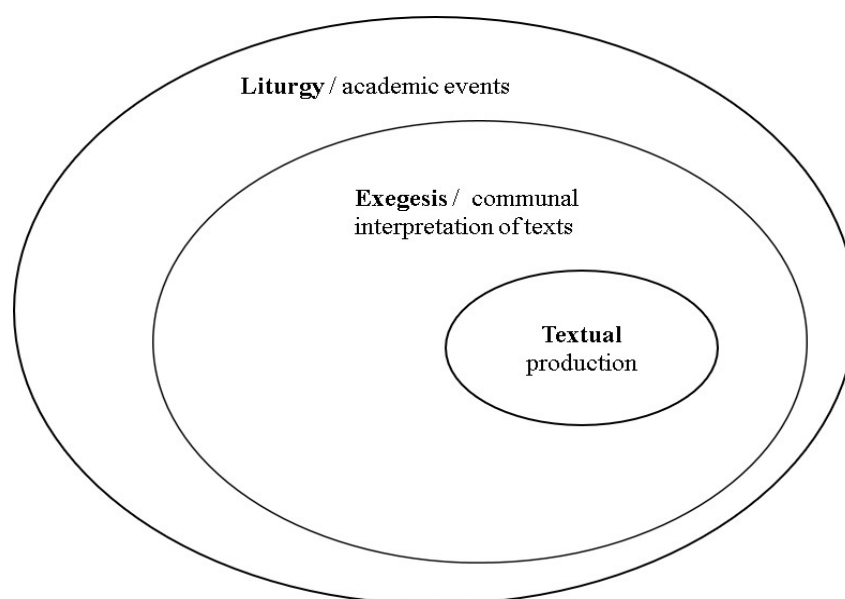 Liturgy / academic events
Exegesis / communal
interpretation of texts
Textual
production